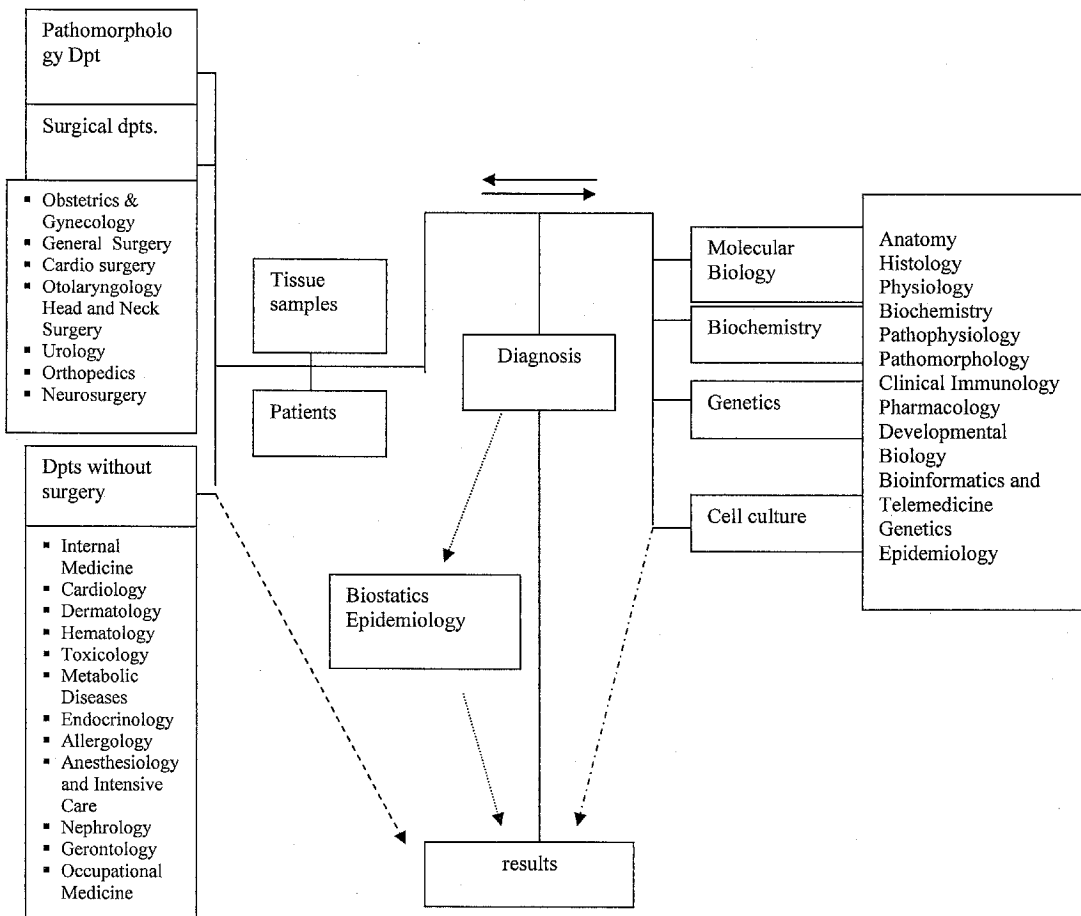 Pathomorpholo
gy Dpt
Surgical dpts.
▪ Obstetrics &
Gynecology
▪ General Surgery
▪ Cardio surgery
▪ Otolaryngology
Head and Neck
Surgery
▪ Urology
▪ Orthopedics
▪ Neurosurgery
Dpts without
surgery
▪ Internal
Medicine
▪ Cardiology
▪ Dermatology
▪ Hematology
▪ Toxicology
▪ Metabolic
Diseases
▪ Endocrinology
▪ Allergology
▪ Anesthesiology
and Intensive
Care
▪ Nephrology
▪ Gerontology
▪ Occupational
Medicine
Tissue
samples
Patients
Diagnosis
Biostatics
Epidemiology
results
Molecular
Biology
Biochemistry
Genetics
Cell culture
Anatomy
Histology
Physiology
Biochemistry
Pathophysiology
Pathomorphology
Clinical Immunology
Pharmacology
Developmental
Biology
Bioinformatics and
Telemedicine
Genetics
Epidemiology